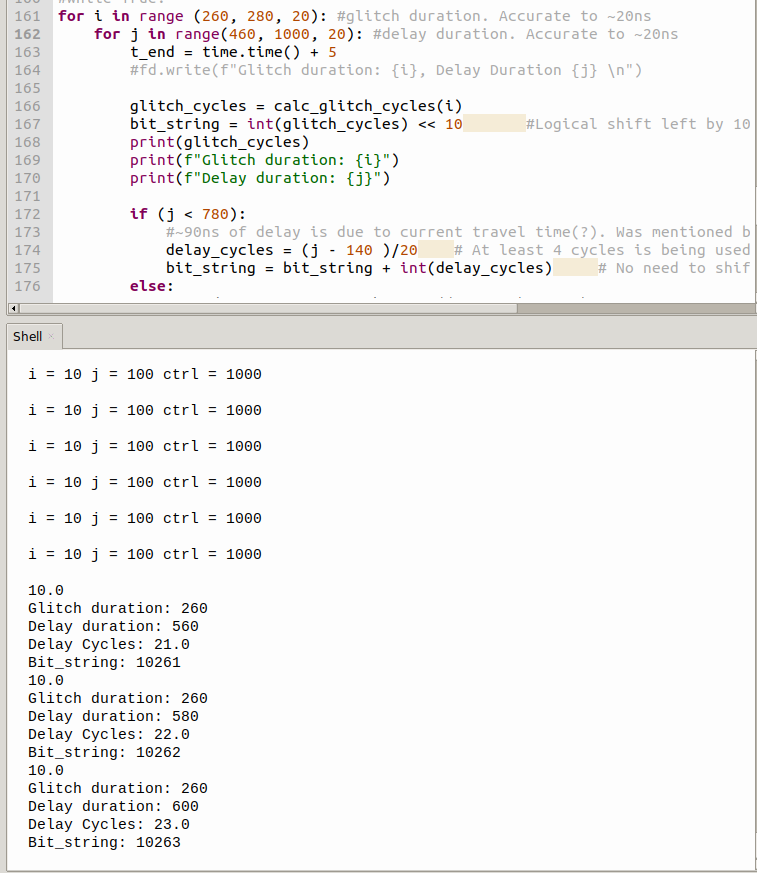 161 for i in range (260, 280, 20): #glitch duration. Accurate to ~20ns
162     for j in range(460, 1000, 20): #delay duration. Accurate to ~20ns
163         t_end = time.time() + 5
164         #fd.write(f"Glitch duration: {i}, Delay Duration {j} \n")
165
166         glitch_cycles = calc_glitch_cycles(i)
167         bit_string = int(glitch_cycles) << 10       #Logical shift left by 10
168         print(glitch_cycles)
169         print(f"Glitch duration: {i}")
170         print(f"Delay duration: {j}")
171
172         if (j < 780):
173             #~90ns of delay is due to current travel time(?). Was mentioned b
174             delay_cycles = (j - 140 )/20    # At least 4 cycles is being used
175             bit_string = bit_string + int(delay_cycles)     # No need to shif
176         else:
Shell
i = 10 j = 100 ctrl = 1000
i = 10 j = 100 ctrl = 1000
i = 10 j = 100 ctrl = 1000
i = 10 j = 100 ctrl = 1000
i = 10 j = 100 ctrl = 1000
i = 10 j = 100 ctrl = 1000
10.0
Glitch duration: 260
Delay duration: 560
Delay Cycles: 21.0
Bit_string: 10261
10.0
Glitch duration: 260
Delay duration: 580
Delay Cycles: 22.0
Bit_string: 10262
10.0
Glitch duration: 260
Delay duration: 600
Delay Cycles: 23.0
Bit_string: 10263